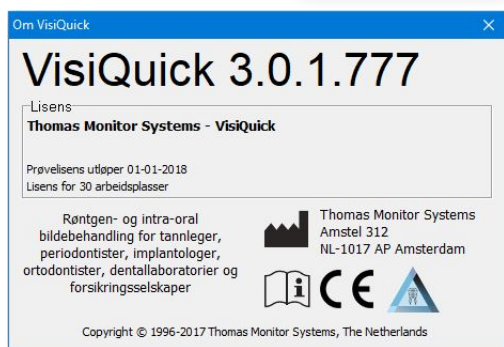 Om VisiQuick
VisiQuick 3.0.1.777
Lisens
Thomas Monitor Systems - VisiQuick
Prøvelisens utløper 01-01-2018
Lisens for 30 arbeidsplasser
Røntgen- og intra-oral
bildebehandling for tannleger,
periodontister, implantologer,
ortodontister, dentallaboratorier og
forsikringsselskaper
Thomas Monitor Systems
Amstel 312
NL-1017 AP Amsterdam
i CE
Copyright © 1996-2017 Thomas Monitor Systems, The Netherlands